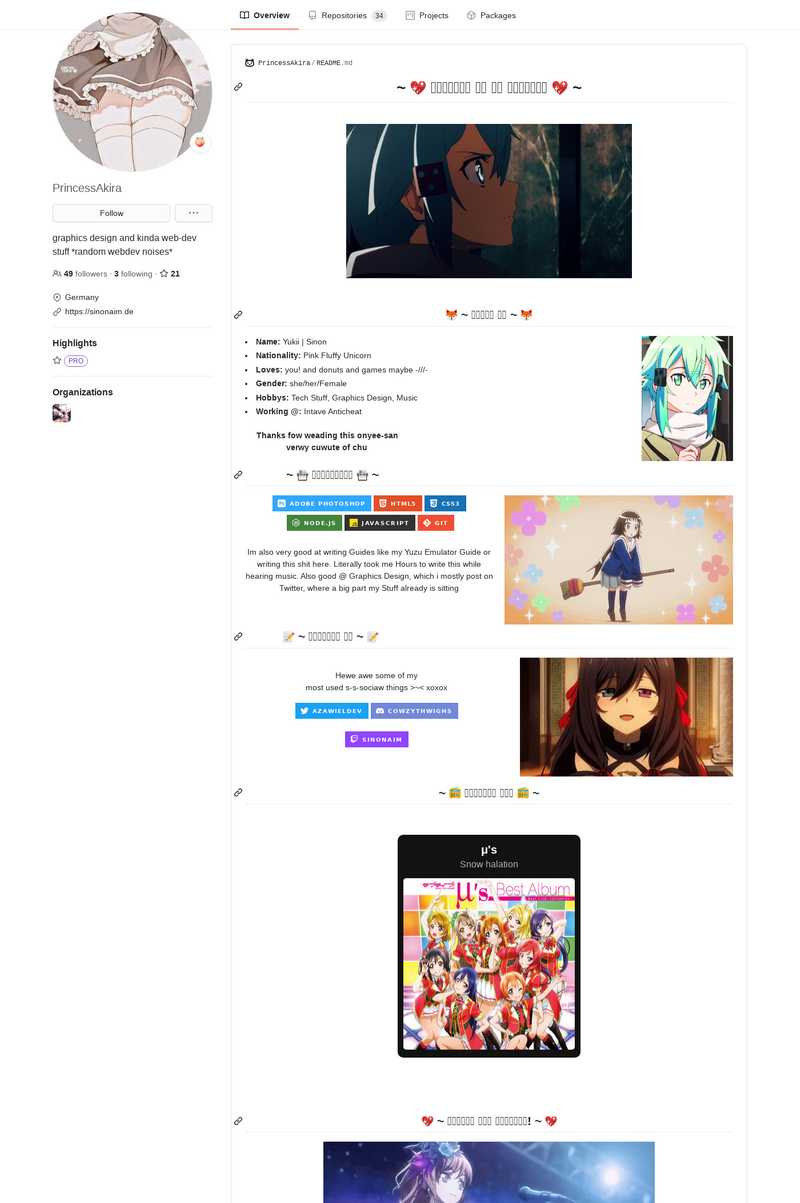 Overview
Repositories 34
Projects
Packages
PrincessAkira / README.md
PrincessAkira
Follow
graphics design and kinda web-dev
stuff *random webdev noises*
49 followers · 3 following · 21
Germany
https://sinonaim.de
Highlights
PRO
Organizations
Name: Yukii | Sinon
Nationality: Pink Fluffy Unicorn
Loves: you! and donuts and games maybe -///-
Gender: she/her/Female
Hobbys: Tech Stuff, Graphics Design, Music
Working @: Intave Anticheat
Thanks fow weading this onyee-san
verwy cuwute of chu
ADOBE PHOTOSHOP
HTML5
CSS3
NODE.JS
JAVASCRIPT
GIT
Im also very good at writing Guides like my Yuzu Emulator Guide or
writing this shit here. Literally took me Hours to write this while
hearing music. Also good @ Graphics Design, which i mostly post on
Twitter, where a big part my Stuff already is sitting
Hewe awe some of my
most used s-s-sociaw things >~< xoxox
AZAWIELDEV
COWZYTHWIGHS
SINONAIM
μ's
Snow halation
μ's Best Album